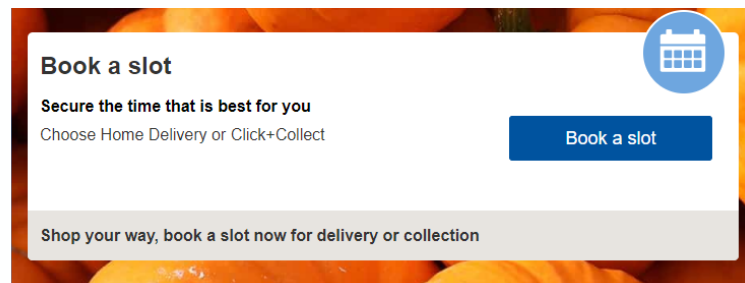 Book a slot
Secure the time that is best for you
Choose Home Delivery or Click+Collect
Book a slot
Shop your way, book a slot now for delivery or collection